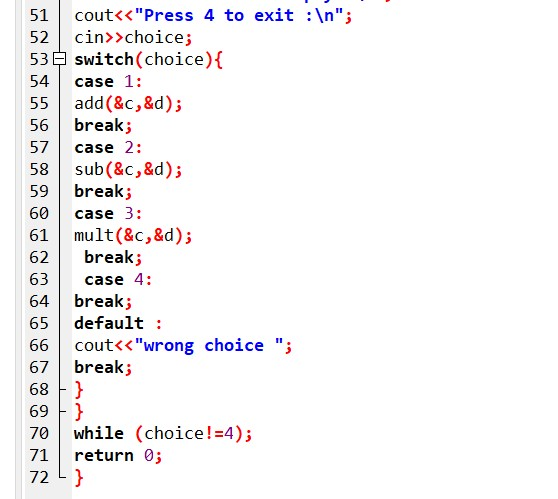 51 cout<<"Press 4 to exit :\n";
52 cin>>choice;
53 switch(choice){
54 case 1:
55 add(&c,&d);
56 break;
57 case 2:
58 sub(&c,&d);
59 break;
60 case 3:
61 mult(&c,&d);
62  break;
63  case 4:
64 break;
65 default :
66 cout<<"wrong choice ";
67 break;
68 }
69 }
70 while (choice!=4);
71 return 0;
72 }